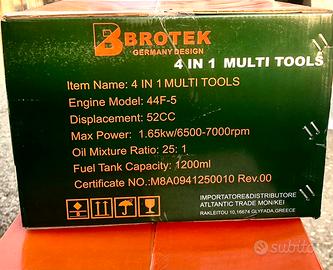 BROTEK
GERMANY DESIGN
4 IN 1 MULTI TOOLS
Item Name: 4 IN 1 MULTI TOOLS
Engine Model: 44F-5
Displacement: 52CC
Max Power: 1.65kw/6500-7000rpm
Oil Mixture Ratio: 25: 1
Fuel Tank Capacity: 1200ml
Certificate NO.:M8A0941250010 Rev.00
IMPORTATORE&DISTRIBUTORE
ATLTANTIC TRADE MON/KEI
RAKLEITOU 10,16674 GLYFADA,GREECE
subito